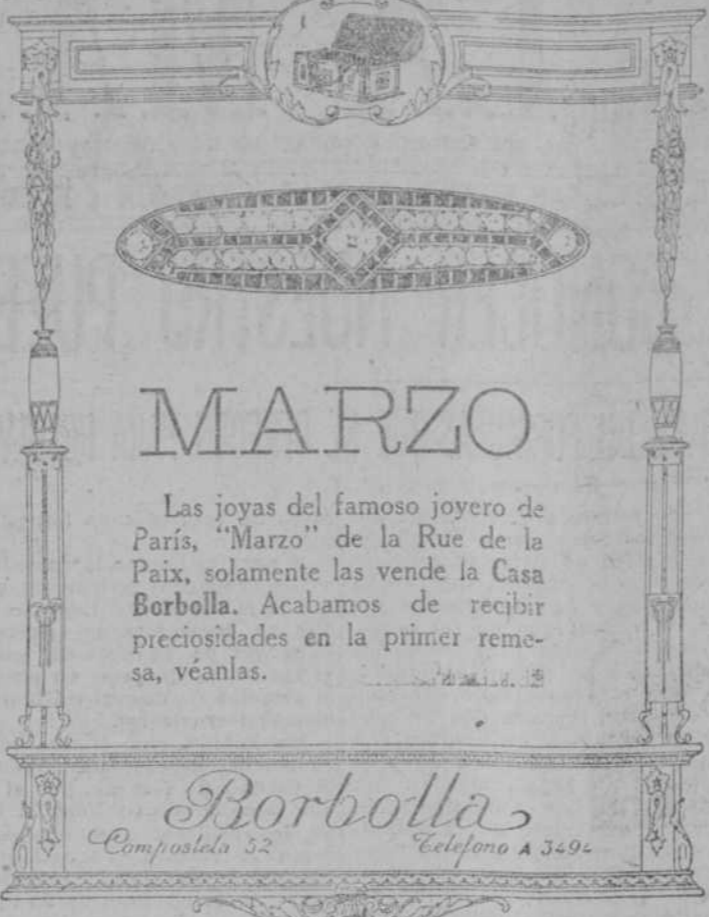 MARZO
Las joyas del famoso joyero de
París, “Marzo” de la Rue de la
Paix, solamente las vende la Casa
Borbolla. Acabamos de recibir
preciosidades en la primer reme-
sa, véanlas.
Borbolla
Compostela 52 Teléfono A 3494